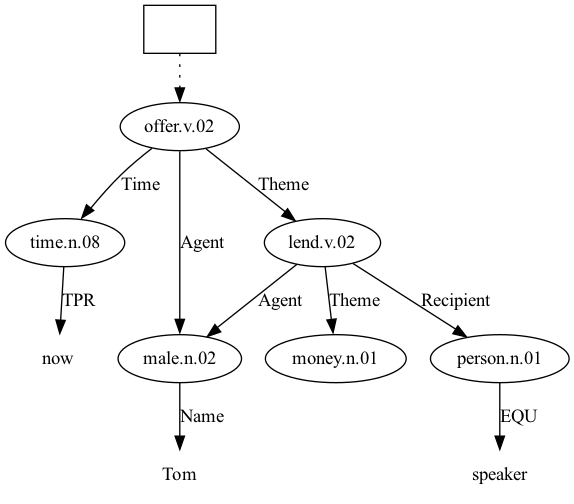 offer.v.02
Time
Theme
time.n.08
Agent
lend.v.02
TPR
Agent
Theme
Recipient
now
male.n.02
money.n.01
person.n.01
Name
EQU
Tom
speaker